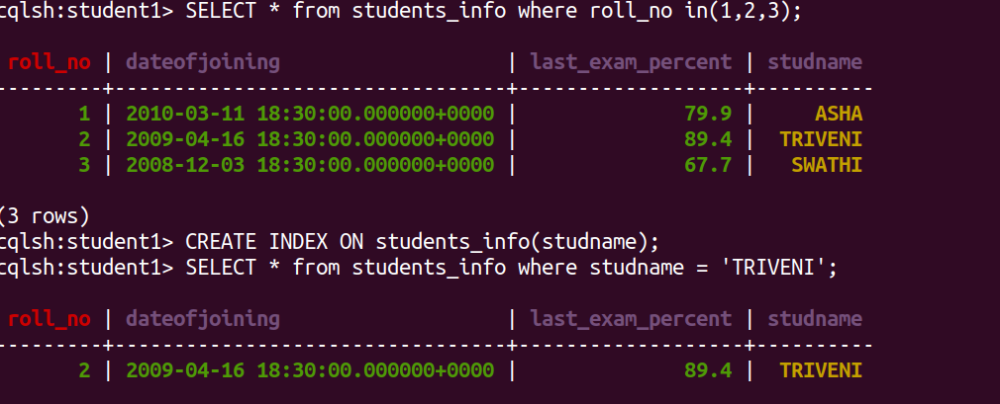 cqlsh:student1> SELECT * from students_info where roll_no in(1,2,3);
roll_no | dateofjoining | last_exam_percent | studname
---------+---------------------------------+-------------------+----------
1 | 2010-03-11 18:30:00.000000+0000 | 79.9 | ASHA
2 | 2009-04-16 18:30:00.000000+0000 | 89.4 | TRIVENI
3 | 2008-12-03 18:30:00.000000+0000 | 67.7 | SWATHI
(3 rows)
cqlsh:student1> CREATE INDEX ON students_info(studname);
cqlsh:student1> SELECT * from students_info where studname = 'TRIVENI';
roll_no | dateofjoining | last_exam_percent | studname
---------+---------------------------------+-------------------+----------
2 | 2009-04-16 18:30:00.000000+0000 | 89.4 | TRIVENI